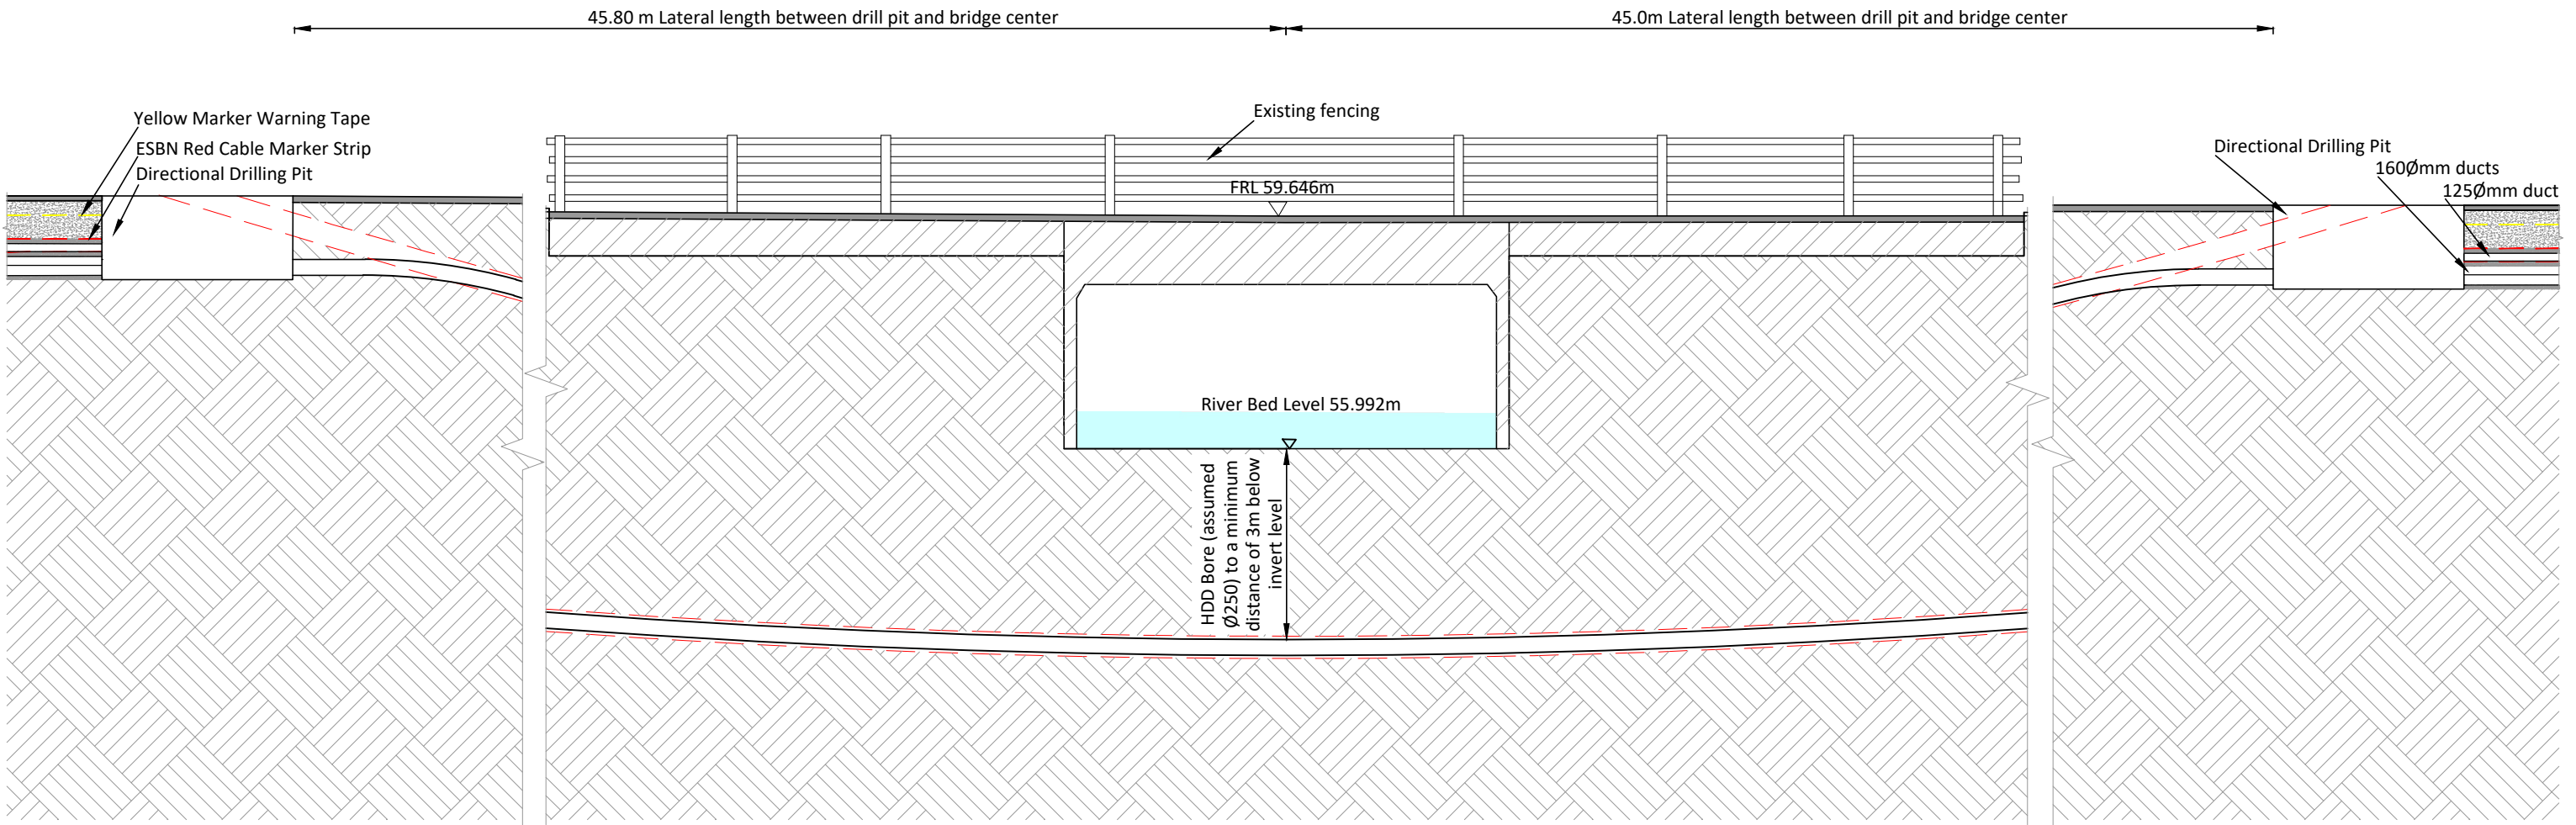 45.80 m Lateral length between drill pit and bridge center
45.0m Lateral length between drill pit and bridge center
Yellow Marker Warning Tape
ESBN Red Cable Marker Strip
Directional Drilling Pit
Existing fencing
FRL 59.646m
Directional Drilling Pit
160Ømm ducts
125Ømm duct
River Bed Level 55.992m
HDD Bore (assumed
Ø250) to a minimum
distance of 3m below
invert level